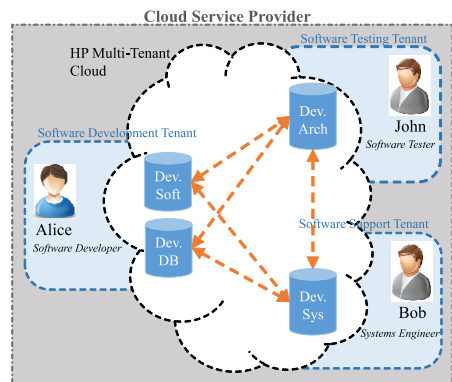 Cloud Service Provider
HP Multi-Tenant
Cloud
Software Testing Tenant
John
Software Tester
Dev.
Arch
Software Development Tenant
Alice
Software Developer
Dev.
Soft
Dev.
DB
Software Support Tenant
Dev.
Sys
Bob
Systems Engineer